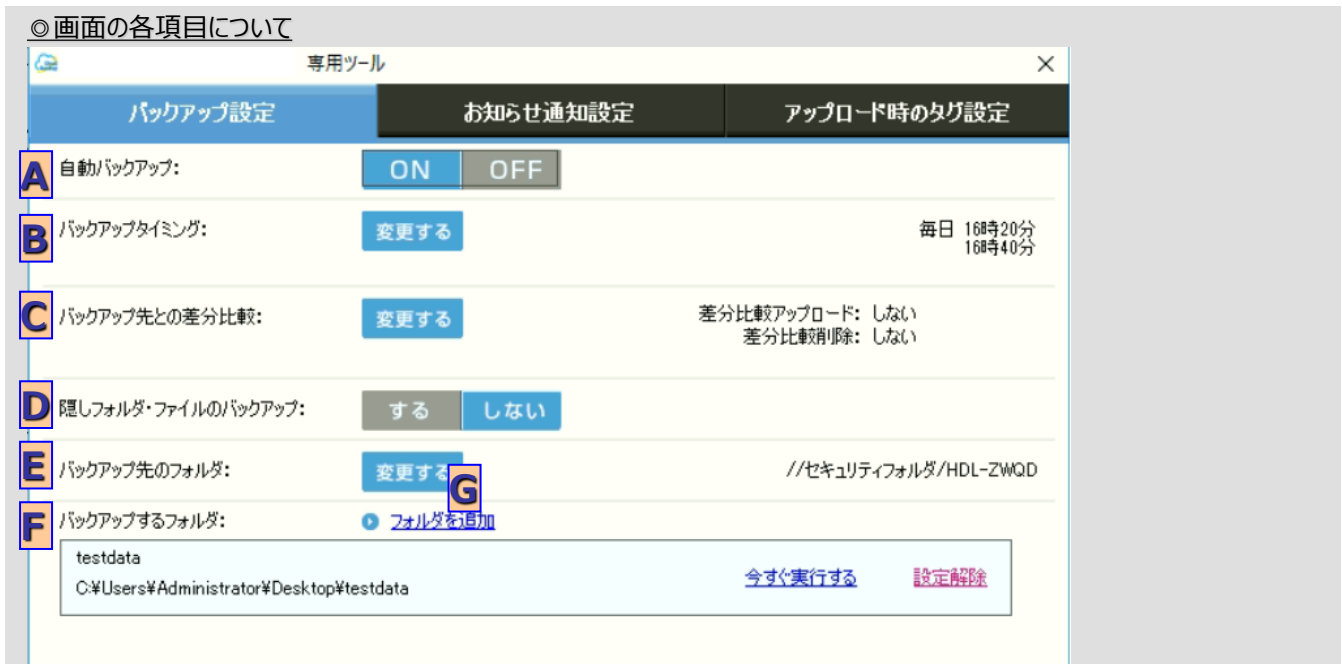 ◎画面の各項目について
専用ツール ×
バックアップ設定 お知らせ通知設定 アップロード時のタグ設定
A 自動バックアップ: ON OFF
B バックアップタイミング: 変更する 毎日 16時20分
16時40分
C バックアップ先との差分比較: 変更する 差分比較アップロード: しない
差分比較削除: しない
D 隠しフォルダ・ファイルのバックアップ: する しない
E バックアップ先のフォルダ: 変更する //セキュリティフォルダ/HDL-ZWQD
G
F バックアップするフォルダ: フォルダを追加
testdata
C:¥Users¥Administrator¥Desktop¥testdata 今すぐ実行する 設定解除